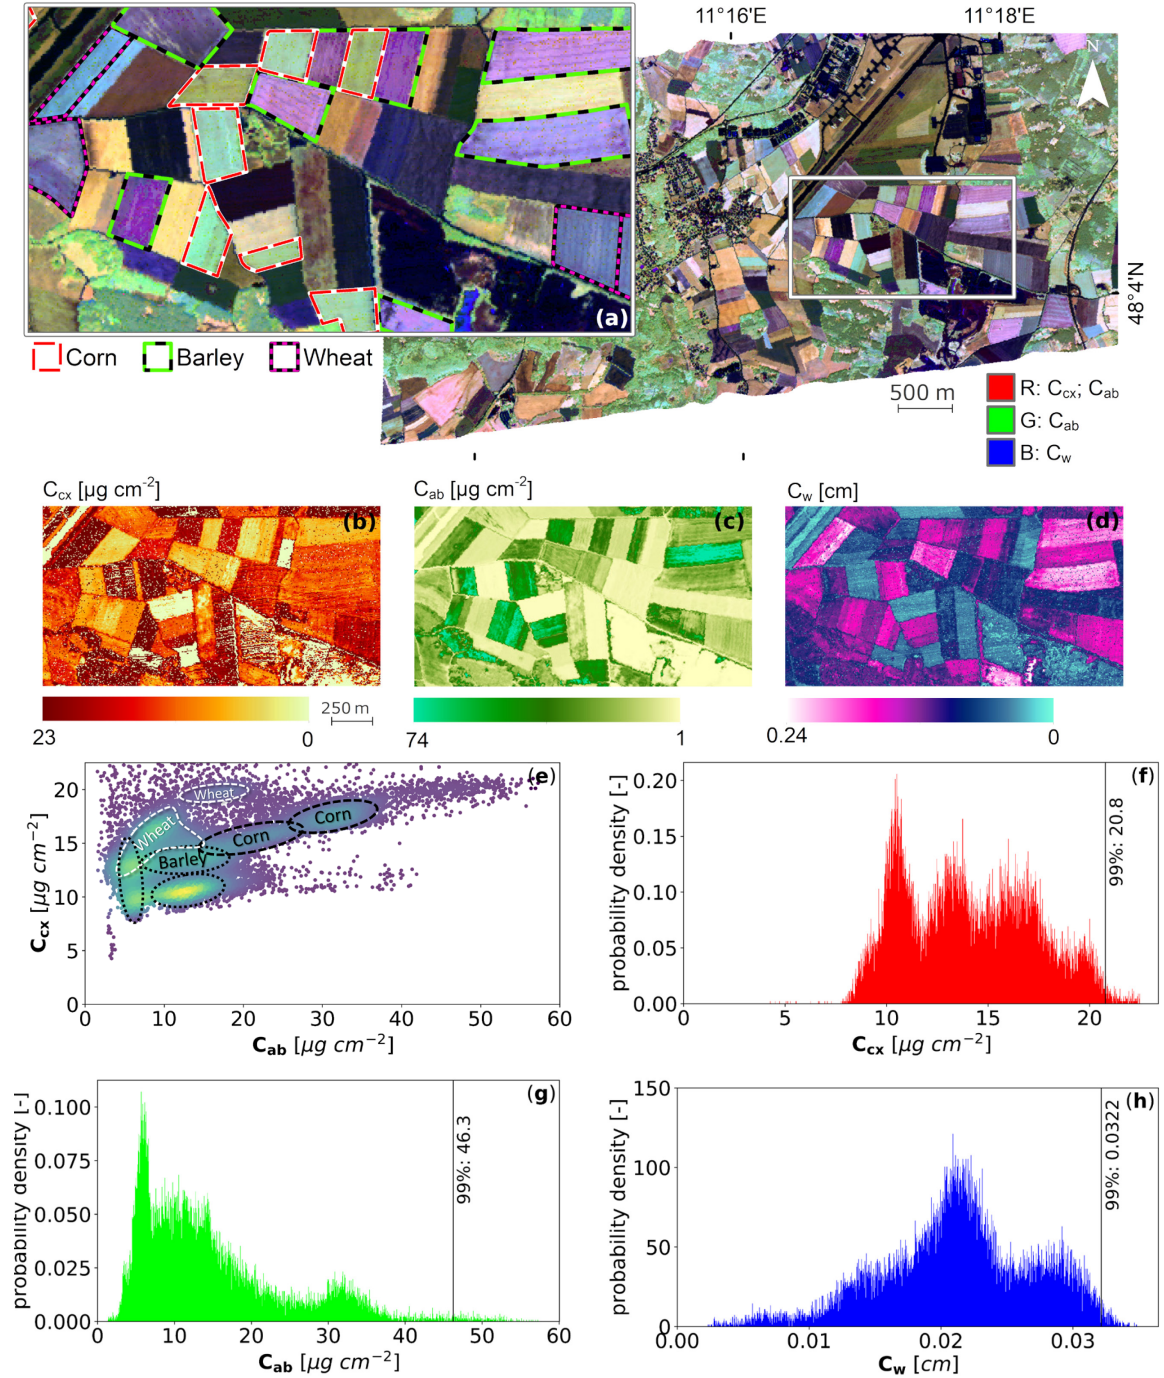 11°16'E 11°18'E
N
48°4'N
(a)
Corn Barley Wheat
500 m
R: Ccx; Cab
G: Cab
B: Cw
Ccx [µg cm⁻²] Cab [µg cm⁻²] Cw [cm]
(b) (c) (d)
250 m
23 0 74 1 0.24 0
(e)
Wheat
Wheat
Corn
Corn
Barley
20
15
10
5
0
0 10 20 30 40 50 60
Ccx [µg cm⁻²]
Cab [µg cm⁻²]
(f)
99%: 20.8
probability density [-]
0.20
0.15
0.10
0.05
0.00
0 5 10 15 20
Ccx [µg cm⁻²]
(g)
99%: 46.3
probability density [-]
0.100
0.075
0.050
0.025
0.000
0 10 20 30 40 50 60
Cab [µg cm⁻²]
(h)
99%: 0.0322
probability density [-]
150
100
50
0
0.00 0.01 0.02 0.03
Cw [cm]